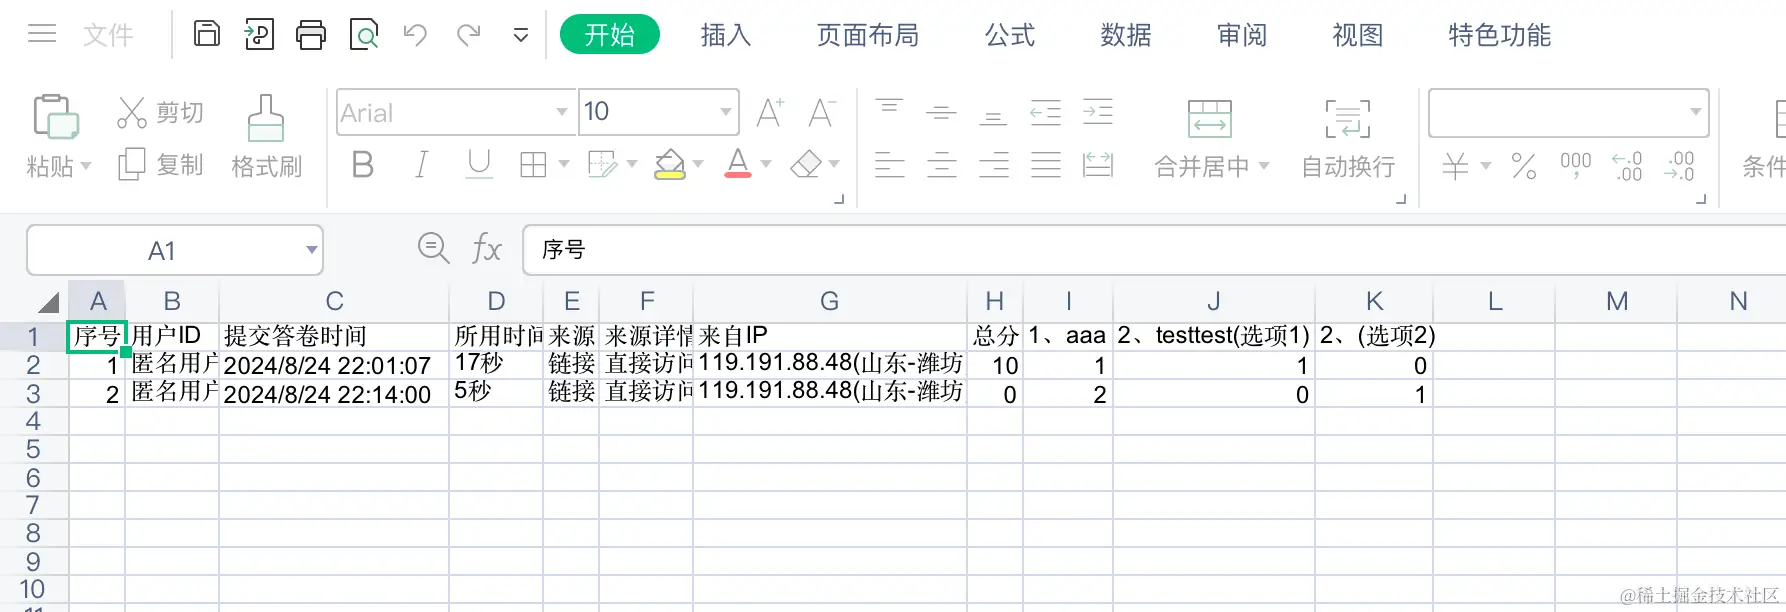 文件 开始 插入 页面布局 公式 数据 审阅 视图 特色功能
剪切 Arial 10 A+ A-
粘贴 复制 格式刷 B I U A 合并居中 自动换行 ¥ % 000 ←.0 .00 .00 →.0 条件
A1 fx 序号
A B C D E F G H I J K L M N
1 序号 用户ID 提交答卷时间 所用时间 来源 来源详情 来自IP 总分 1、aaa 2、testtest(选项1) 2、(选项2)
2 1 匿名用户 2024/8/24 22:01:07 17秒 链接 直接访问 119.191.88.48(山东-潍坊 10 1 1 0
3 2 匿名用户 2024/8/24 22:14:00 5秒 链接 直接访问 119.191.88.48(山东-潍坊 0 2 0 1
4
5
6
7
8
9
10
11
@稀土掘金技术社区